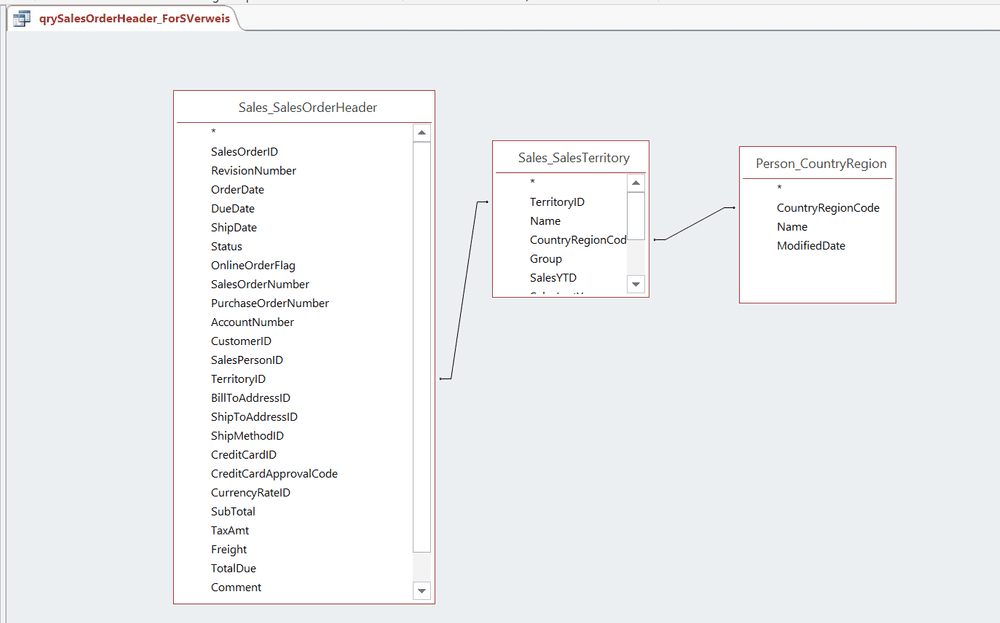 qrySalesOrderHeader_ForSVerweis
Sales_SalesOrderHeader
*
SalesOrderID
RevisionNumber
OrderDate
DueDate
ShipDate
Status
OnlineOrderFlag
SalesOrderNumber
PurchaseOrderNumber
AccountNumber
CustomerID
SalesPersonID
TerritoryID
BillToAddressID
ShipToAddressID
ShipMethodID
CreditCardID
CreditCardApprovalCode
CurrencyRateID
SubTotal
TaxAmt
Freight
TotalDue
Comment
Sales_SalesTerritory
*
TerritoryID
Name
CountryRegionCod
Group
SalesYTD
Person_CountryRegion
*
CountryRegionCode
Name
ModifiedDate